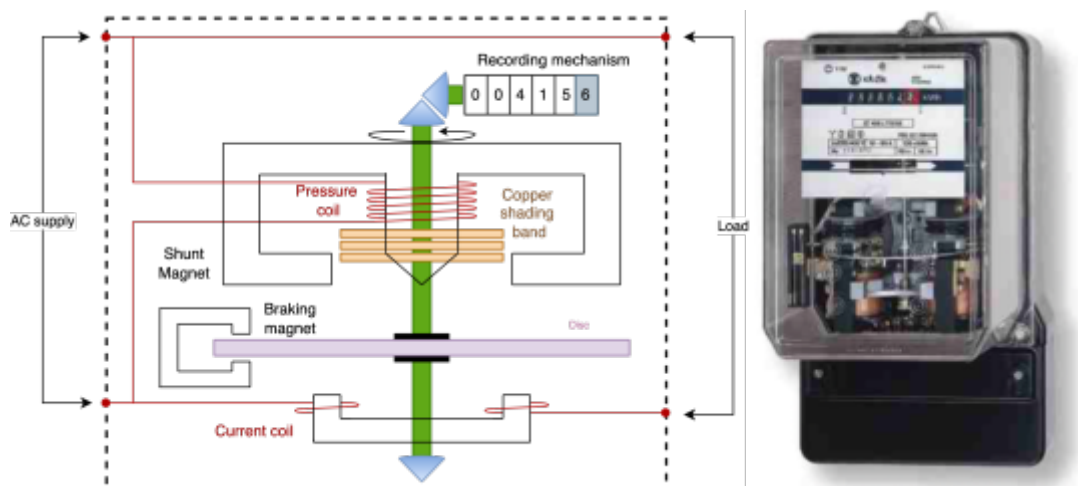 Recording mechanism
0 0 4 1 5 6
Pressure
coil
Copper
shading
band
AC supply
Load
Shunt
Magnet
Braking
magnet
Disc
Current coil